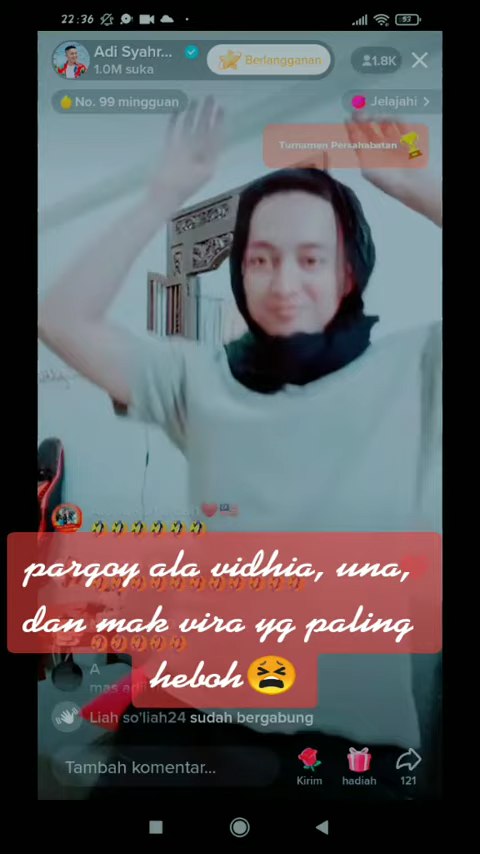 22:36
93
Adi Syahr...
1.0M suka
Berlangganan
1.8K
No. 99 mingguan
Jelajahi
Turnamen Persahabatan
pargoy ala vidhia, una,
dan mak vira yg paling
heboh
A
Liah so'liah24 sudah bergabung
Tambah komentar...
Kirim
hadiah
121